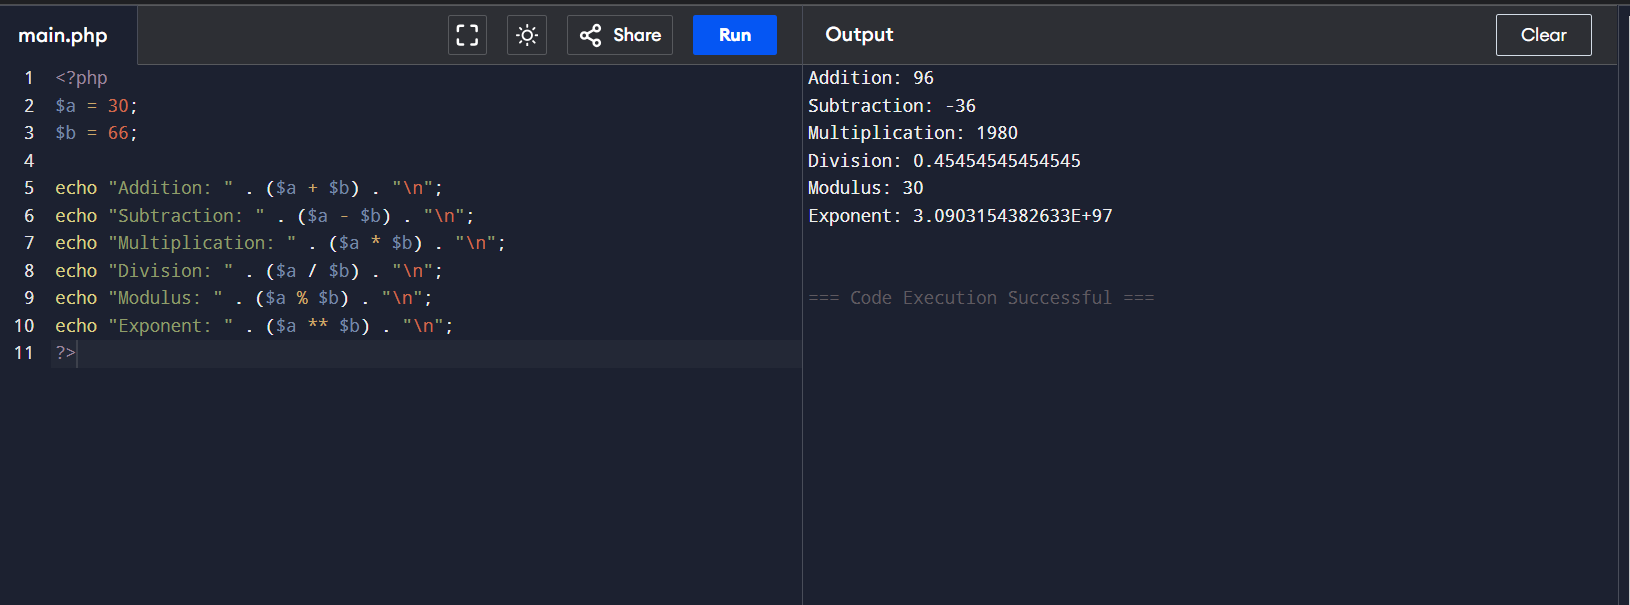 main.php
Share
Run
Output
Clear
1 <?php
2 $a = 30;
3 $b = 66;
4
5 echo "Addition: " . ($a + $b) . "\n";
6 echo "Subtraction: " . ($a - $b) . "\n";
7 echo "Multiplication: " . ($a * $b) . "\n";
8 echo "Division: " . ($a / $b) . "\n";
9 echo "Modulus: " . ($a % $b) . "\n";
10 echo "Exponent: " . ($a ** $b) . "\n";
11 ?>
Addition: 96
Subtraction: -36
Multiplication: 1980
Division: 0.45454545454545
Modulus: 30
Exponent: 3.0903154382633E+97
=== Code Execution Successful ===